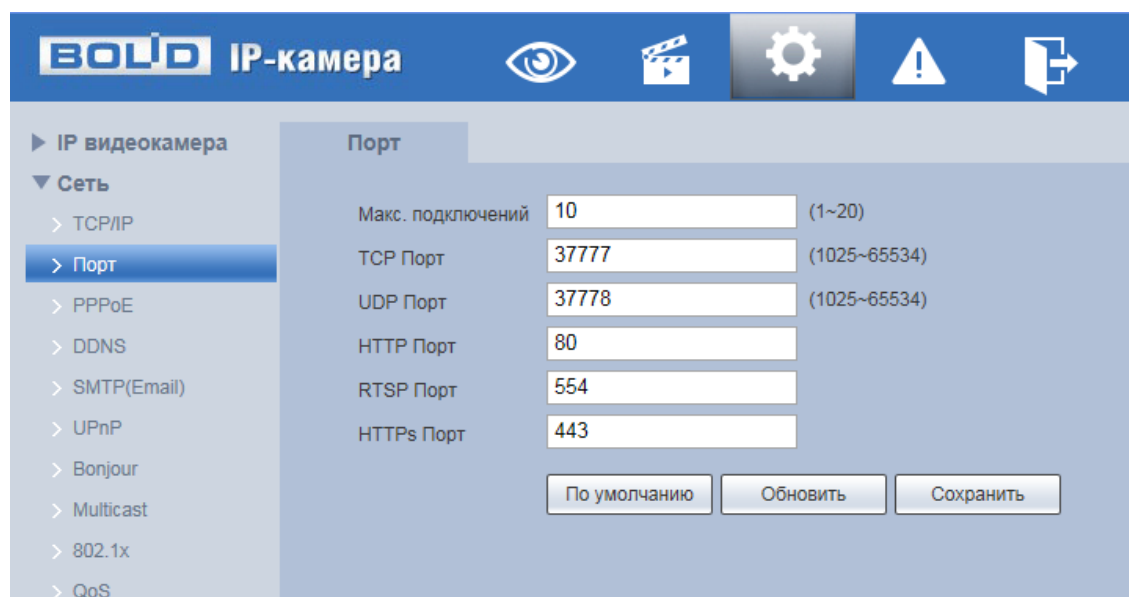 BOLID IP-камера
IP видеокамера
Сеть
TCP/IP
Порт
PPPoE
DDNS
SMTP(Email)
UPnP
Bonjour
Multicast
802.1x
QoS
Порт
Макс. подключений 10 (1~20)
TCP Порт 37777 (1025~65534)
UDP Порт 37778 (1025~65534)
HTTP Порт 80
RTSP Порт 554
HTTPs Порт 443
По умолчанию Обновить Сохранить